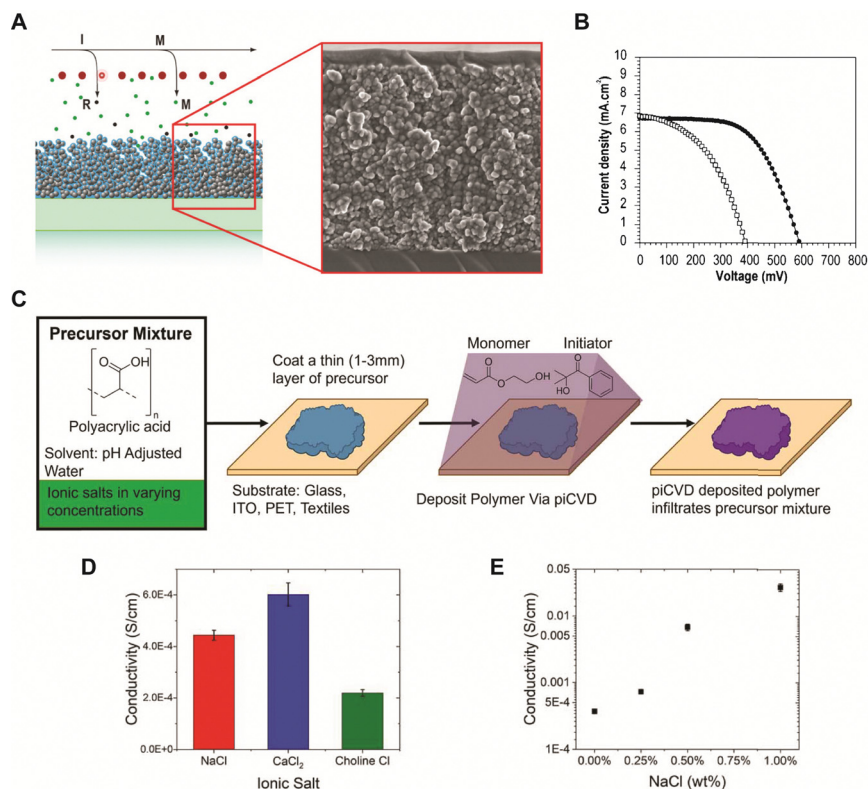 A
I
M
R
M
B
Current density (mA.cm²)
10
9
8
7
6
5
4
3
2
1
0
0 100 200 300 400 500 600 700 800
Voltage (mV)
C
Precursor Mixture
O
OH
n
Polyacrylic acid
Solvent: pH Adjusted
Water
Ionic salts in varying
concentrations
Coat a thin (1-3mm)
layer of precursor
Substrate: Glass,
ITO, PET, Textiles
Monomer
Initiator
O
O
OH
O
HO
Deposit Polymer Via piCVD
piCVD deposited polymer
infiltrates precursor mixture
D
Conductivity (S/cm)
6.0E-4
4.0E-4
2.0E-4
0.0E+0
NaCl
CaCl₂
Choline Cl
Ionic Salt
E
Conductivity (S/cm)
0.05
0.01
0.005
0.001
5E-4
1E-4
0.00% 0.25% 0.50% 0.75% 1.00%
NaCl (wt%)